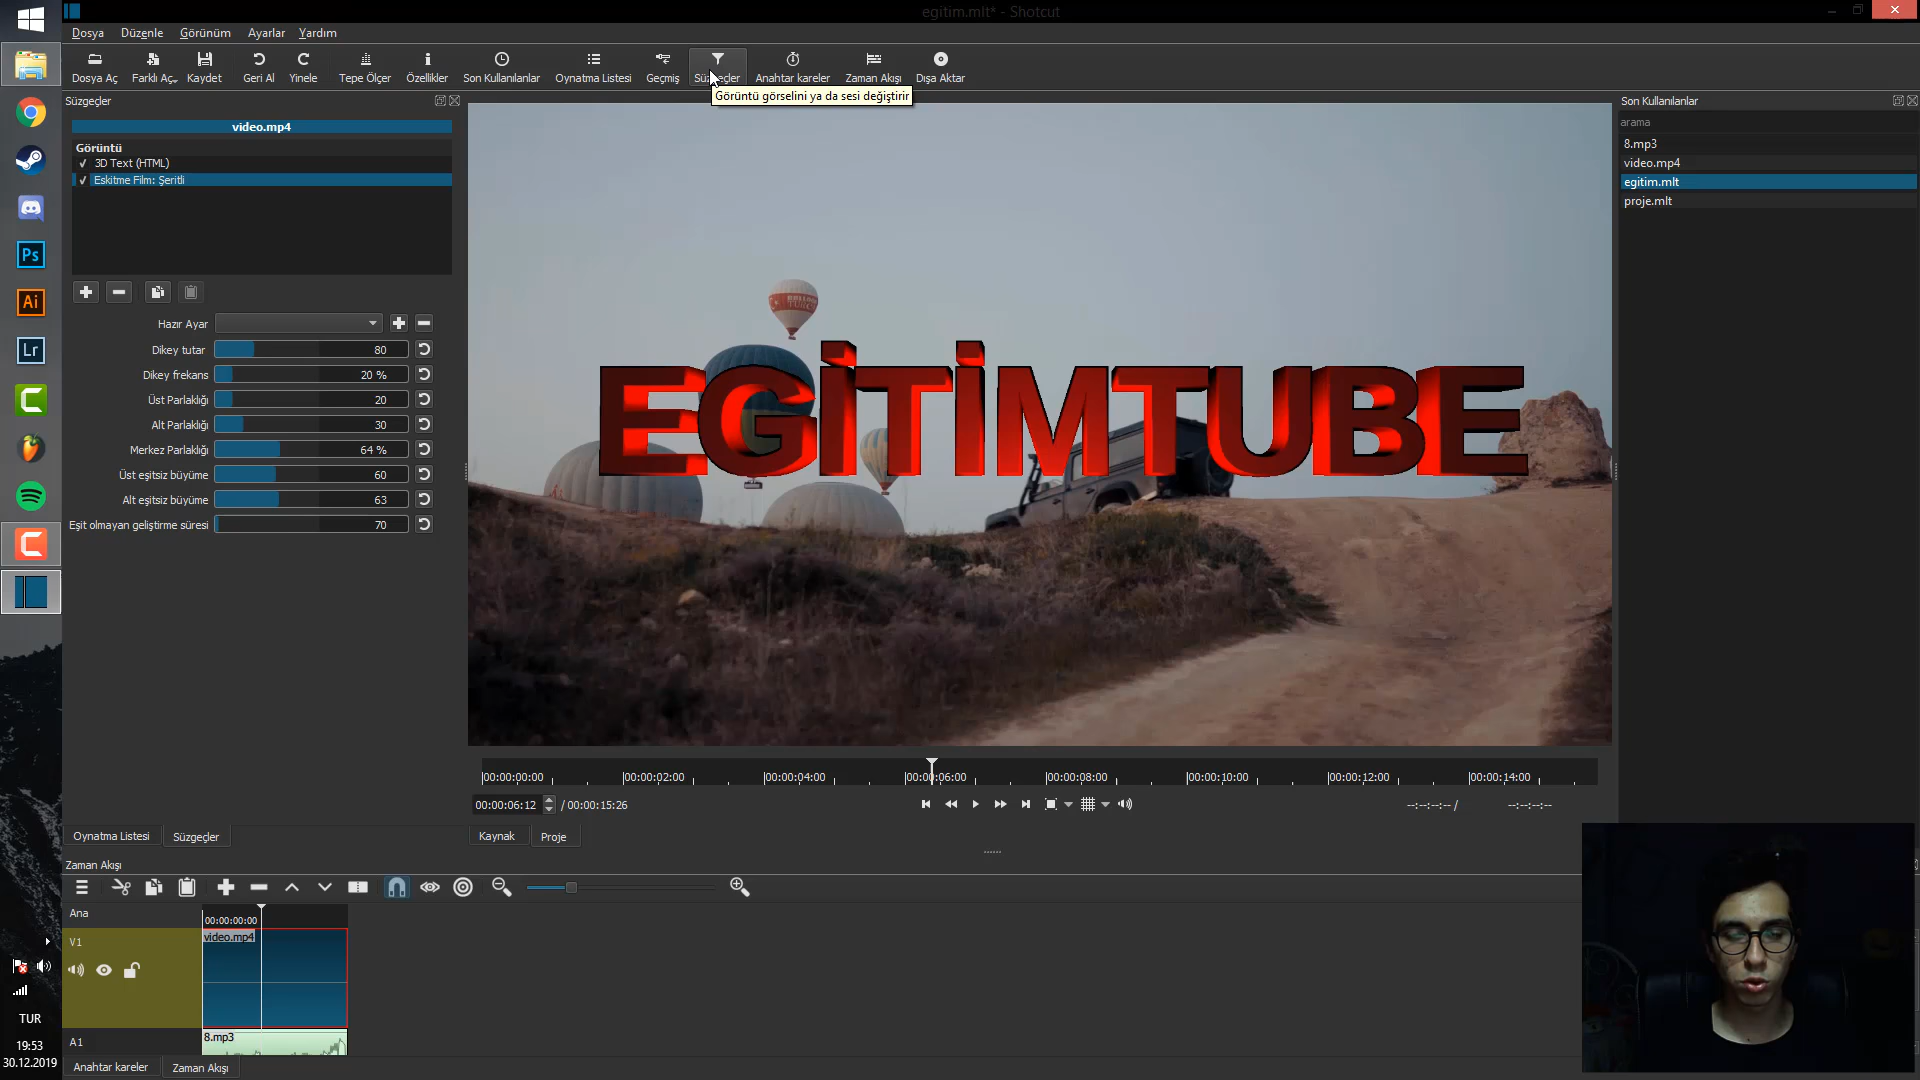 egitim.mlt* - Shotcut
Dosya Düzenle Görünüm Ayarlar Yardım
Dosya Aç Farklı Aç Kaydet Geri Al Yinele Tepe Ölçer Özellikler Son Kullanılanlar Oynatma Listesi Geçmiş Süzgeçler Anahtar kareler Zaman Akışı Dışa Aktar
Görüntü görselini ya da sesi değiştirir
Süzgeçler
video.mp4
Görüntü
3D Text (HTML)
Eskitme Film: Şeritli
Hazır Ayar
Dikey tutar 80
Dikey frekans 20 %
Üst Parlaklığı 20
Alt Parlaklığı 30
Merkez Parlaklığı 64 %
Üst eşitsiz büyüme 60
Alt eşitsiz büyüme 63
Eşit olmayan geliştirme süresi 70
EGİTİMTUBE
Son Kullanılanlar
arama
8.mp3
video.mp4
egitim.mlt
proje.mlt
00:00:00:00 00:00:02:00 00:00:04:00 00:00:06:00 00:00:08:00 00:00:10:00 00:00:12:00 00:00:14:00
00:00:06:12 / 00:00:15:26
--:--:--:-- / --:--:--:--
Oynatma Listesi Süzgeçler
Kaynak Proje
Zaman Akışı
Ana
00:00:00:00
V1
video.mp4
A1
8.mp3
Anahtar kareler Zaman Akışı
Ps
Ai
Lr
TUR
19:53
30.12.2019